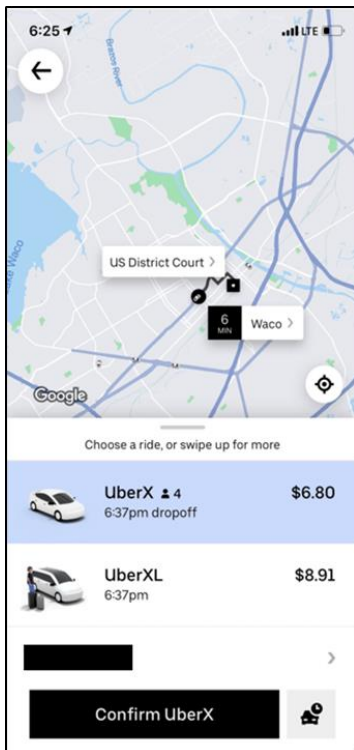 6:25
LTE
Brazos River
US District Court >
6
MIN
Waco >
Lake Waco
Google
Choose a ride, or swipe up for more
UberX 4
$6.80
6:37pm dropoff
UberXL
$8.91
6:37pm
Confirm UberX